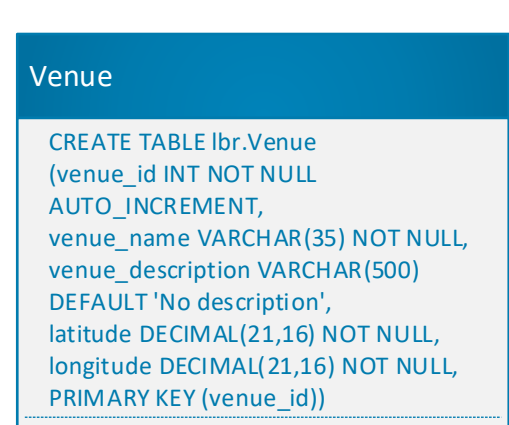 Venue
CREATE TABLE lbr.Venue
(venue_id INT NOT NULL
AUTO_INCREMENT,
venue_name VARCHAR(35) NOT NULL,
venue_description VARCHAR(500)
DEFAULT 'No description',
latitude DECIMAL(21,16) NOT NULL,
longitude DECIMAL(21,16) NOT NULL,
PRIMARY KEY (venue_id))